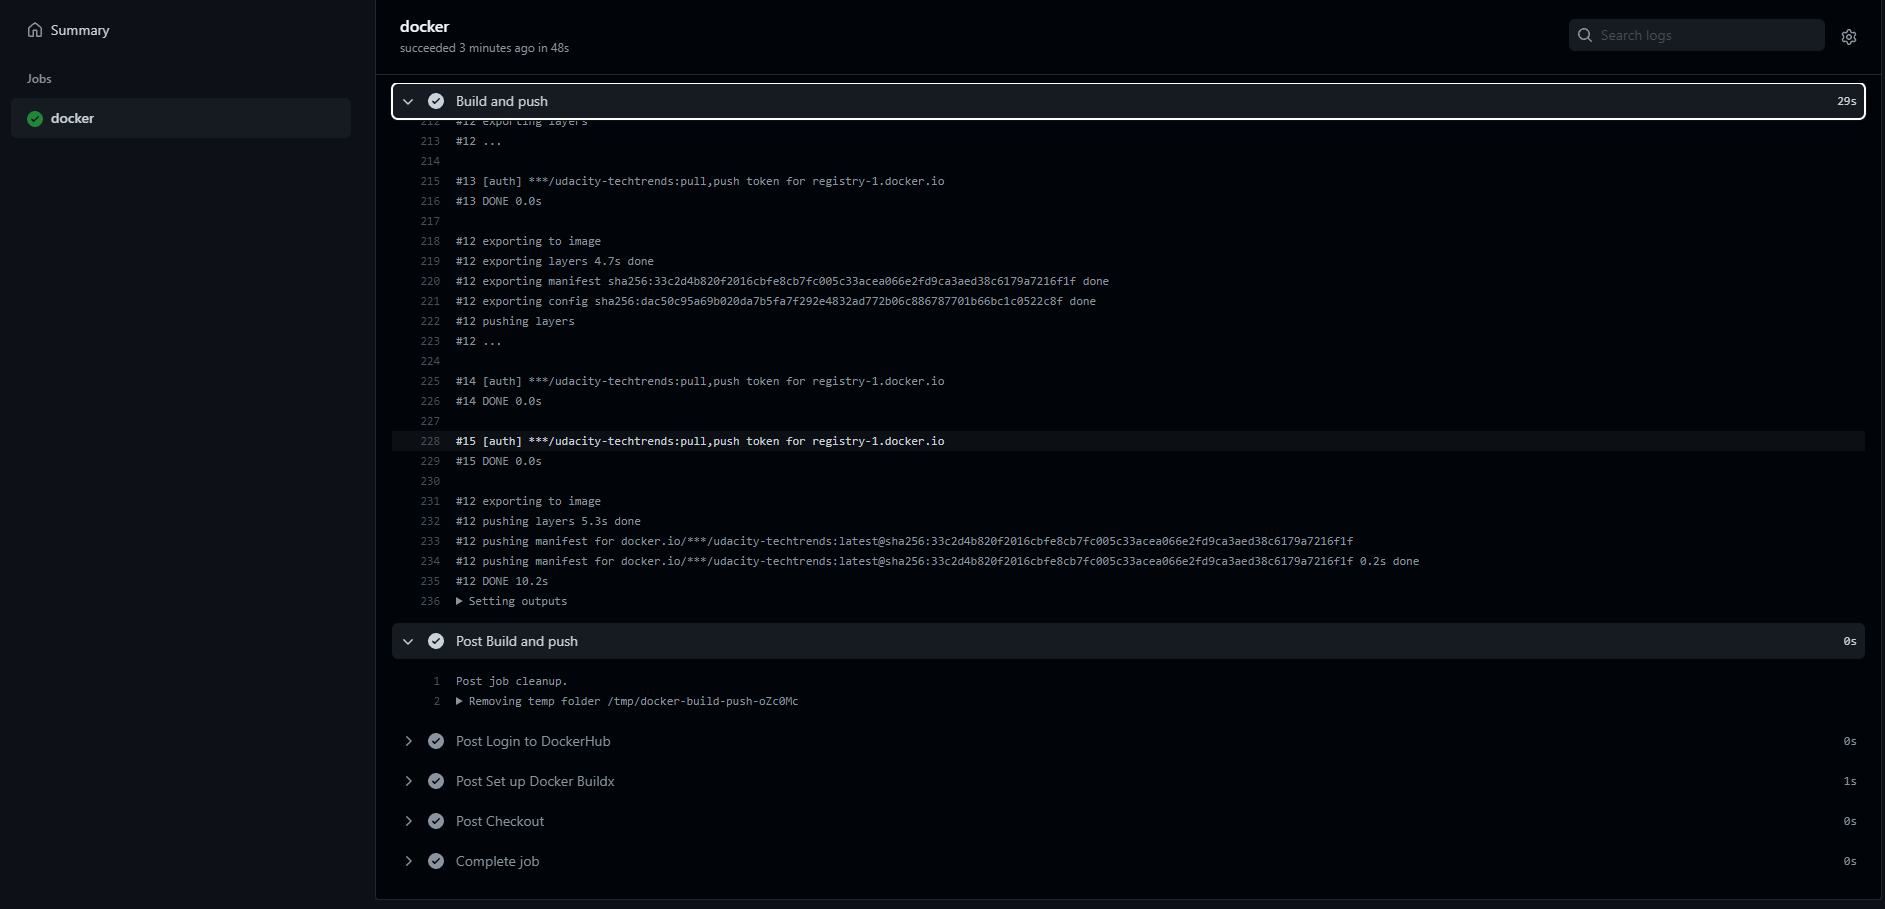 Summary
Jobs
docker
docker
succeeded 3 minutes ago in 48s
Search logs
Build and push 29s
212 #12 exporting layers
213 #12 ...
214
215 #13 [auth] ***/udacity-techtrends:pull,push token for registry-1.docker.io
216 #13 DONE 0.0s
217
218 #12 exporting to image
219 #12 exporting layers 4.7s done
220 #12 exporting manifest sha256:33c2d4b820f2016cbfe8cb7fc005c33acea066e2fd9ca3aed38c6179a7216f1f done
221 #12 exporting config sha256:dac50c95a69b020da7b5fa7f292e4832ad772b06c886787701b66bc1c0522c8f done
222 #12 pushing layers
223 #12 ...
224
225 #14 [auth] ***/udacity-techtrends:pull,push token for registry-1.docker.io
226 #14 DONE 0.0s
227
228 #15 [auth] ***/udacity-techtrends:pull,push token for registry-1.docker.io
229 #15 DONE 0.0s
230
231 #12 exporting to image
232 #12 pushing layers 5.3s done
233 #12 pushing manifest for docker.io/***/udacity-techtrends:latest@sha256:33c2d4b820f2016cbfe8cb7fc005c33acea066e2fd9ca3aed38c6179a7216f1f
234 #12 pushing manifest for docker.io/***/udacity-techtrends:latest@sha256:33c2d4b820f2016cbfe8cb7fc005c33acea066e2fd9ca3aed38c6179a7216f1f 0.2s done
235 #12 DONE 10.2s
236 ▶ Setting outputs
Post Build and push 0s
1 Post job cleanup.
2 ▶ Removing temp folder /tmp/docker-build-push-oZc0Mc
Post Login to DockerHub 0s
Post Set up Docker Buildx 1s
Post Checkout 0s
Complete job 0s